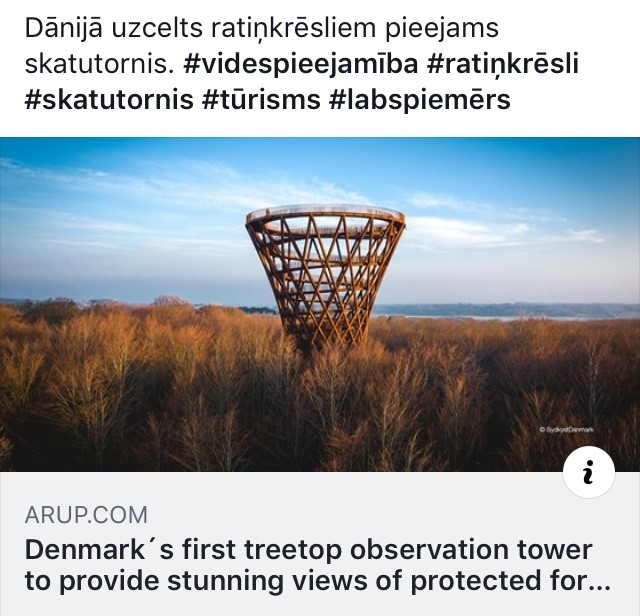 Dānijā uzcelts ratiņkrēsliem pieejams
skatutornis. #videspieejamība #ratiņkrēsli
#skatutornis #tūrisms #labspiemērs
© SydkystDanmark
i
ARUP.COM
Denmark´s first treetop observation tower
to provide stunning views of protected for...